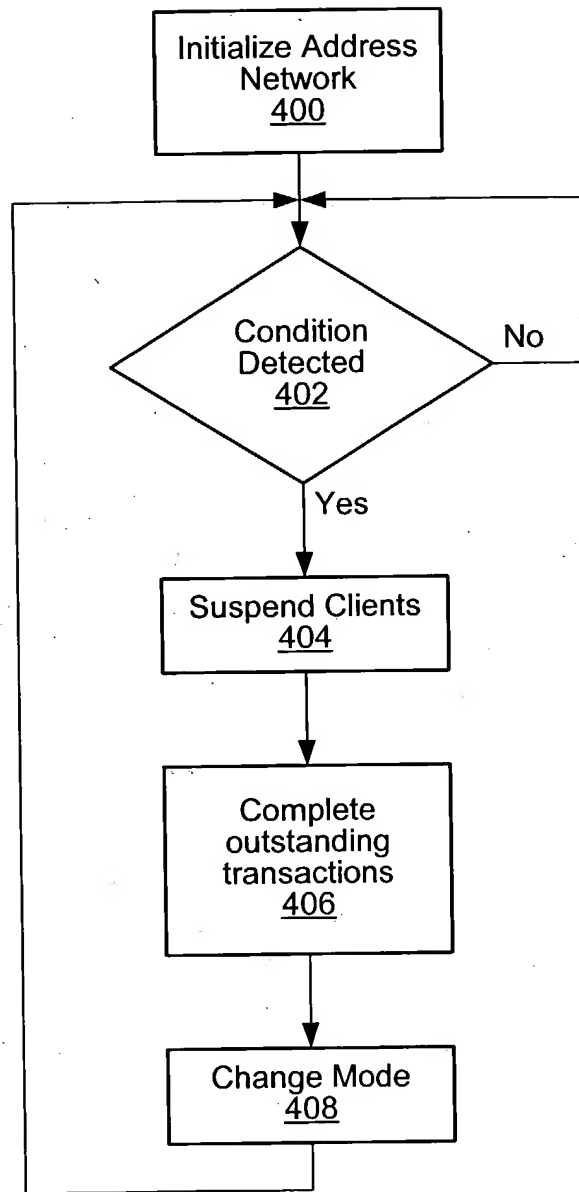 Initialize Address
Network
400
Condition
Detected
402
No
Yes
Suspend Clients
404
Complete
outstanding
transactions
406
Change Mode
408